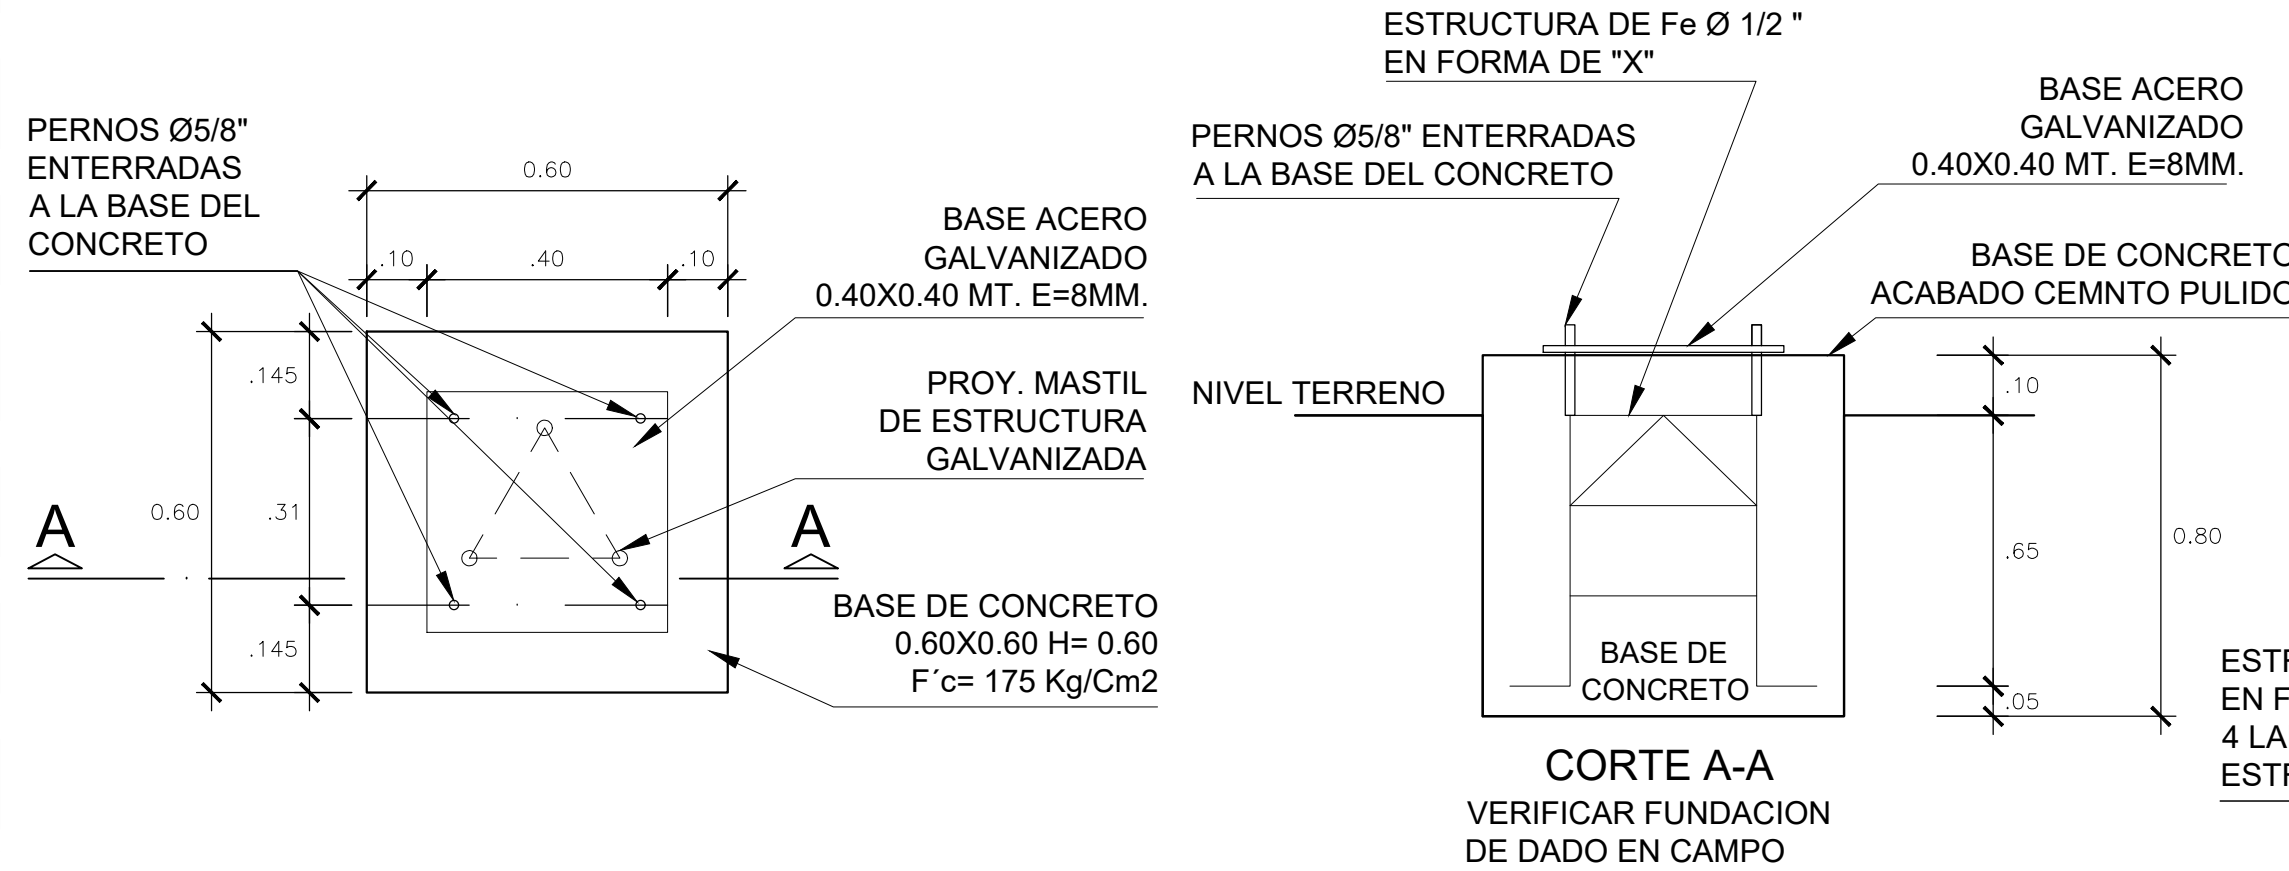 PERNOS Ø5/8"
ENTERRADAS
A LA BASE DEL
CONCRETO
0.60
.10
.40
.10
BASE ACERO
GALVANIZADO
0.40X0.40 MT. E=8MM.
PROY. MASTIL
DE ESTRUCTURA
GALVANIZADA
.145
.31
.145
0.60
A
A
BASE DE CONCRETO
0.60X0.60 H= 0.60
F´c= 175 Kg/Cm2
ESTRUCTURA DE Fe Ø 1/2 "
EN FORMA DE "X"
PERNOS Ø5/8" ENTERRADAS
A LA BASE DEL CONCRETO
BASE ACERO
GALVANIZADO
0.40X0.40 MT. E=8MM.
BASE DE CONCRETO
ACABADO CEMNTO PULIDO
NIVEL TERRENO
.10
.65
.05
0.80
BASE DE
CONCRETO
CORTE A-A
VERIFICAR FUNDACION
DE DADO EN CAMPO
EN
4